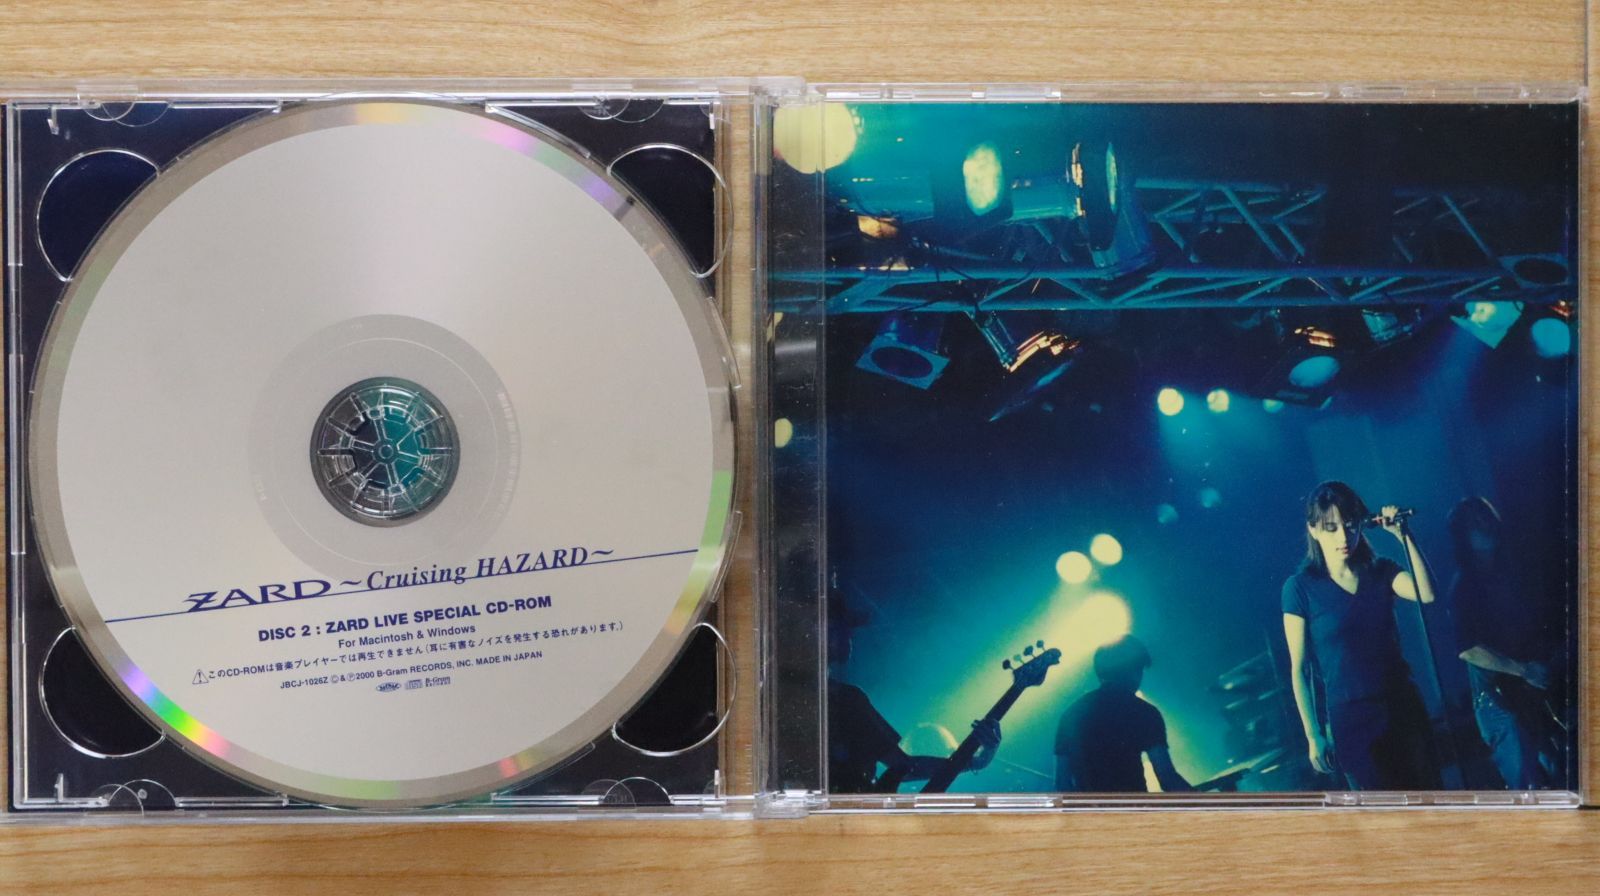 ZARD ～Cruising HAZARD～
DISC 2 : ZARD LIVE SPECIAL CD-ROM
For Macintosh & Windows
⚠このCD-ROMは音楽プレイヤーでは再生できません(耳に有害なノイズを発生する恐れがあります。)
JBCJ-1026Z ©&℗2000 B-Gram RECORDS, INC. MADE IN JAPAN
B-Gram